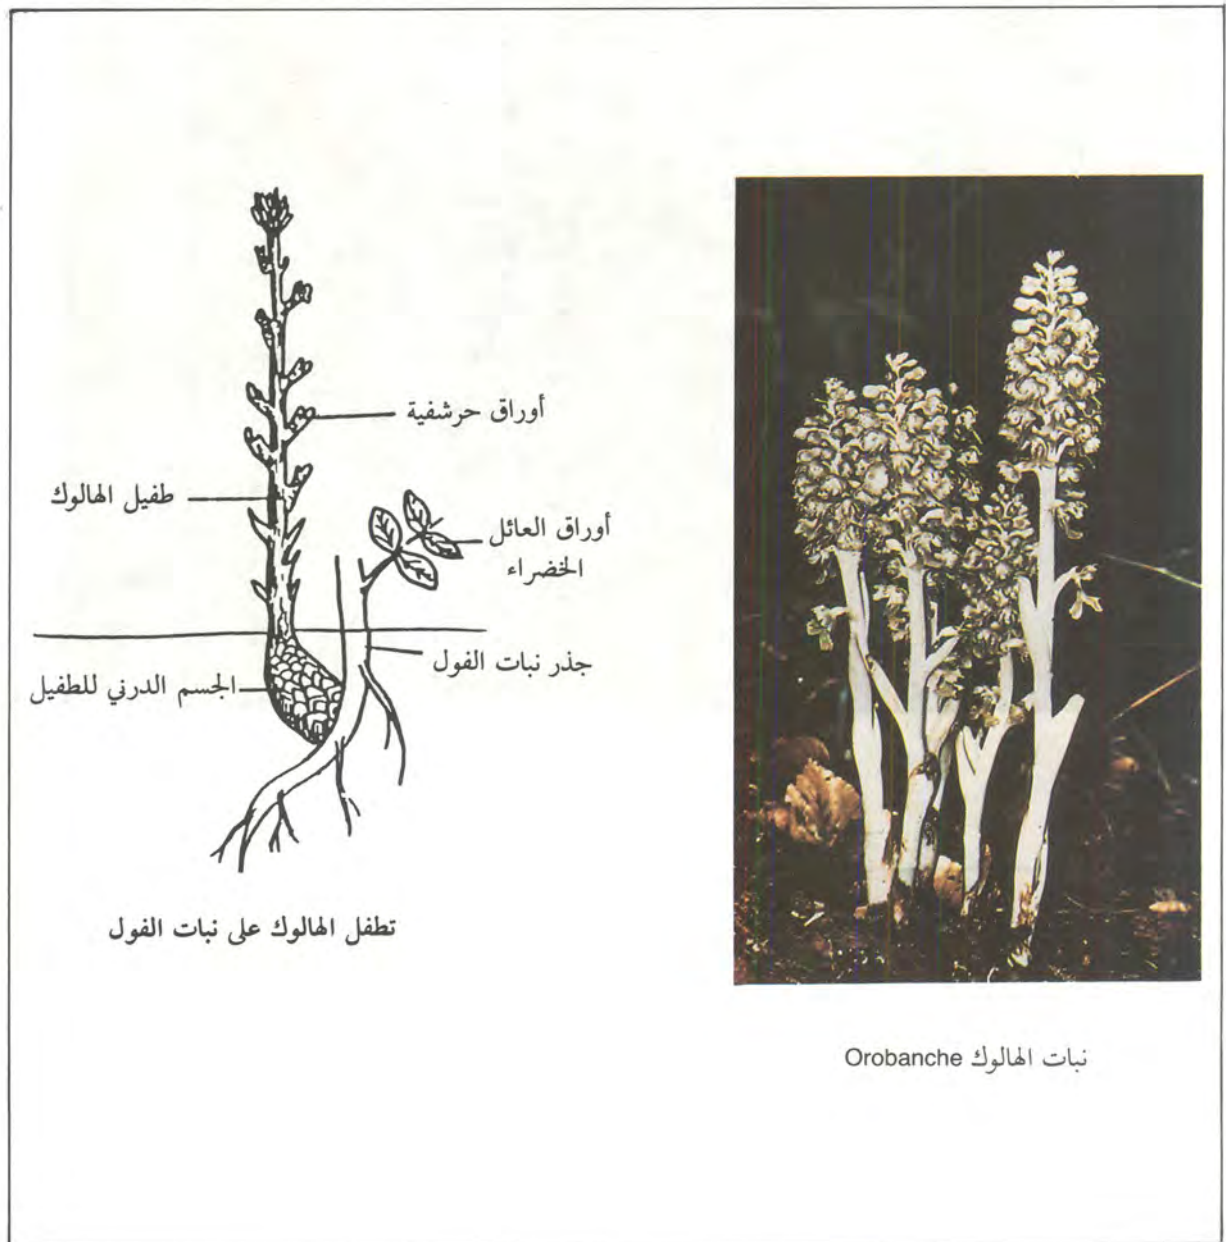 أوراق حرشفية
طفيل الهالوك
أوراق العائل
الخضراء
جذر نبات الفول
الجسم الدرني للطفيل
تطفل الهالوك على نبات الفول
نبات الهالوك Orobanche